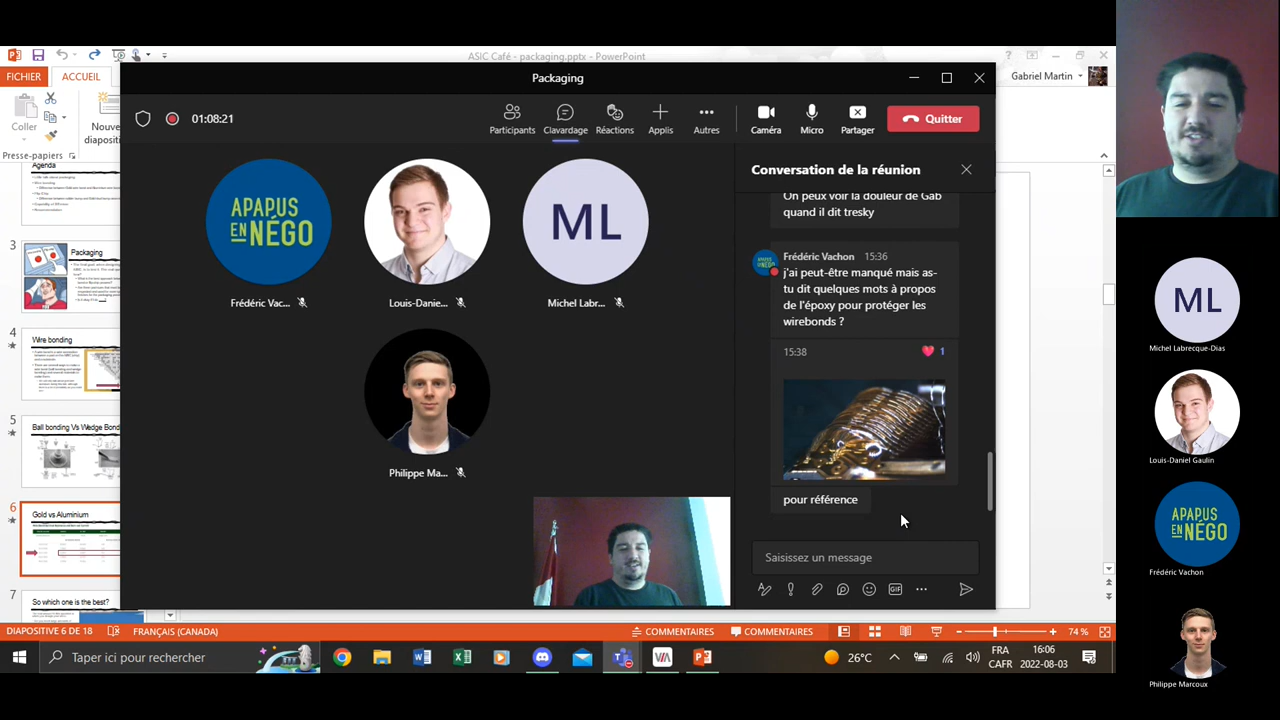 ASIC Café - packaging.pptx - PowerPoint
FICHIER
ACCUEIL
Gabriel Martin
Coller
Nouve
diapositi
Presse-papiers
Packaging
01:08:21
Participants
Clavardage
Réactions
Applis
Autres
Caméra
Micro
Partager
Quitter
Conversation de la réunion
On peux voir la douleur de Gab
quand il dit tresky
Frédéric Vachon 15:36
j'ai peut-être manqué mais as-
tu dit quelques mots à propos
de l'époxy pour protéger les
wirebonds ?
15:38
1
pour référence
Saisissez un message
GIF
APAPUS
EN NÉGO
Frédéric Vac...
Louis-Danie...
ML
Michel Labr...
Philippe Ma...
Agenda
3
Packaging
4
Wire bonding
5
Ball bonding Vs Wedge Bond
6
Gold vs Aluminium
7
So which one is the best?
DIAPOSITIVE 6 DE 18
FRANÇAIS (CANADA)
COMMENTAIRES
COMMENTAIRES
74 %
Taper ici pour rechercher
26°C
FRA
CAFR
16:06
2022-08-03
ML
Michel Labrecque-Dias
Louis-Daniel Gaulin
APAPUS
EN NÉGO
Frédéric Vachon
Philippe Marcoux